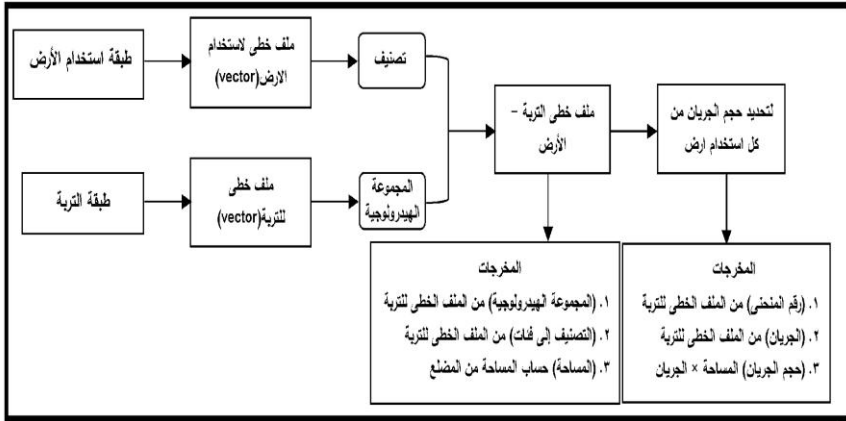 طبقة استخدام الأرض
ملف خطى لاستخدام
الارض(vector)
تصنيف
طبقة التربة
ملف خطى
للتربة(vector)
المجموعة
الهيدرولوجية
ملف خطى التربة –
الأرض
لتحديد حجم الجريان من
كل استخدام ارض
المخرجات
١. (المجموعة الهيدرولوجية) من الملف الخطى للتربة
٢. (التصنيف إلى فئات) من الملف الخطى للتربة
٣. (المساحة) حساب المساحة من المضلع
المخرجات
١. (رقم المنحنى) من الملف الخطى للتربة
٢. (الجريان) من الملف الخطى للتربة
٣. (حجم الجريان) المساحة × الجريان